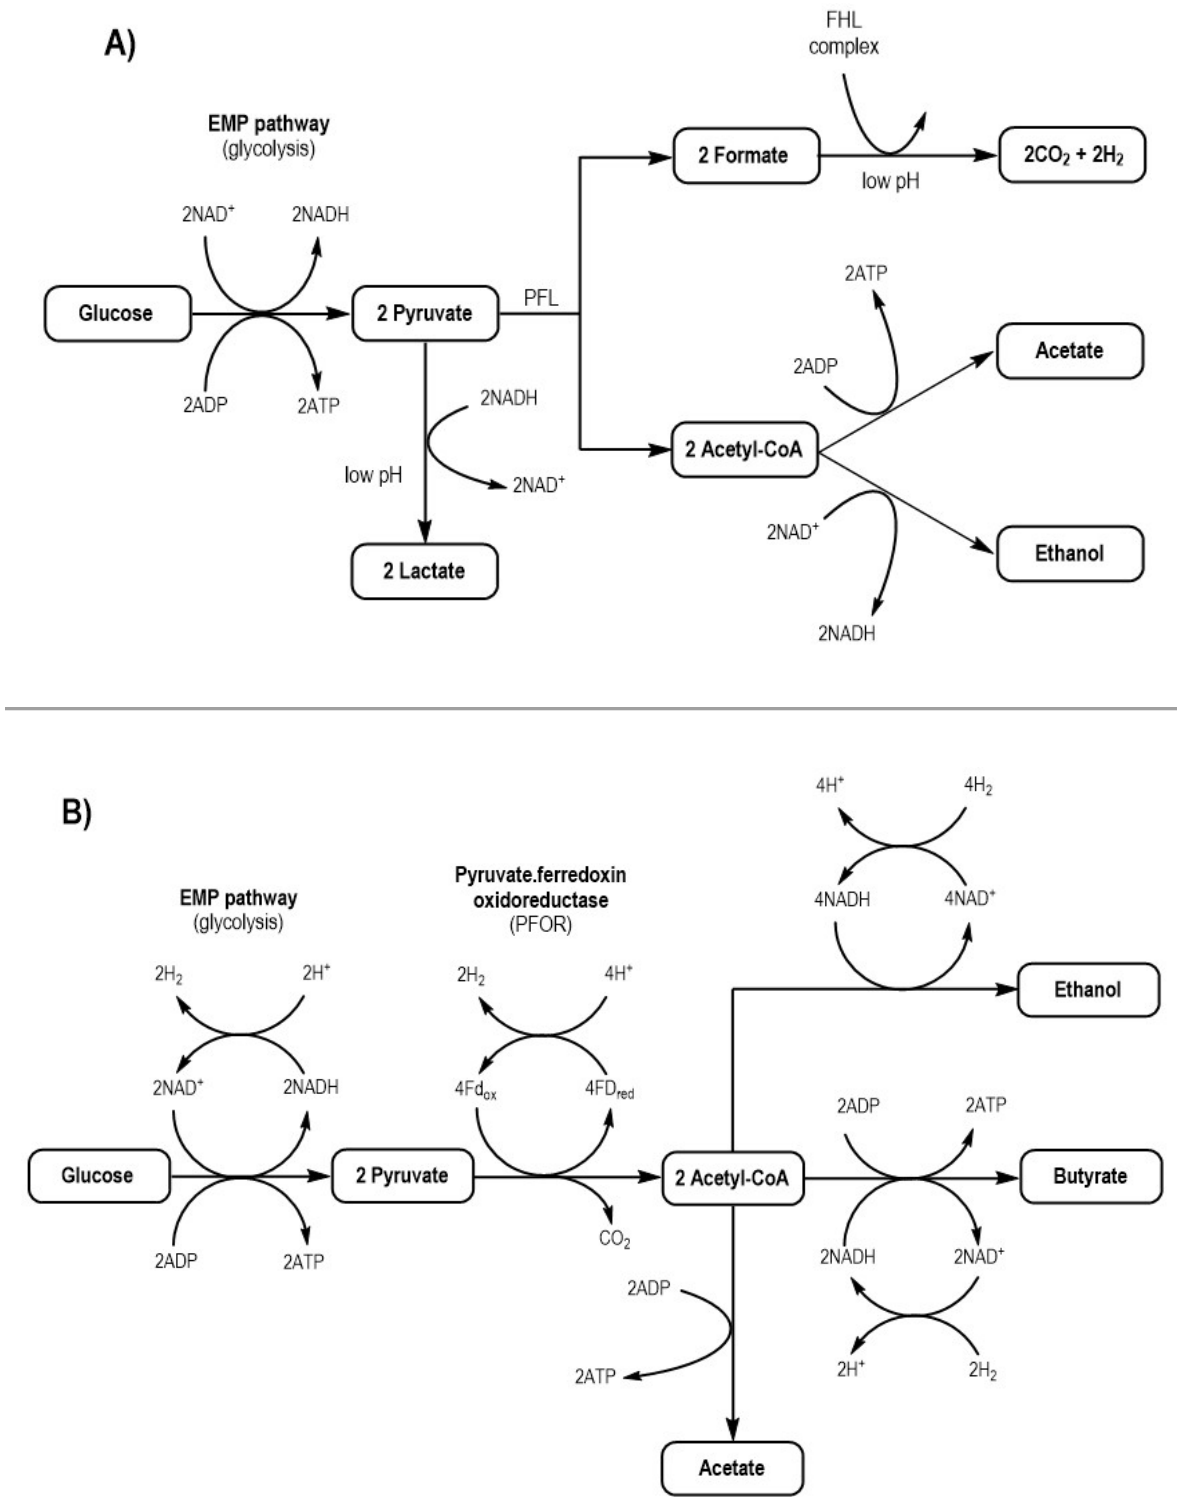 A)
FHL
complex
EMP pathway
(glycolysis)
2NAD⁺ 2NADH
2 Formate
low pH
2CO₂ + 2H₂
Glucose
2 Pyruvate
PFL
2ADP 2ATP
2NADH
low pH
2NAD⁺
2 Lactate
2ATP
2ADP
Acetate
2 Acetyl-CoA
2NAD⁺
Ethanol
2NADH
B)
4H⁺ 4H₂
Pyruvate.ferredoxin
oxidoreductase
(PFOR)
EMP pathway
(glycolysis)
4NADH 4NAD⁺
2H₂ 2H⁺
2H₂ 4H⁺
Ethanol
2NAD⁺ 2NADH
4Fdₒₓ 4FDred
2ADP 2ATP
Glucose
2 Pyruvate
2 Acetyl-CoA
Butyrate
2ADP 2ATP
CO₂
2NADH 2NAD⁺
2ADP
2ATP
2H⁺ 2H₂
Acetate